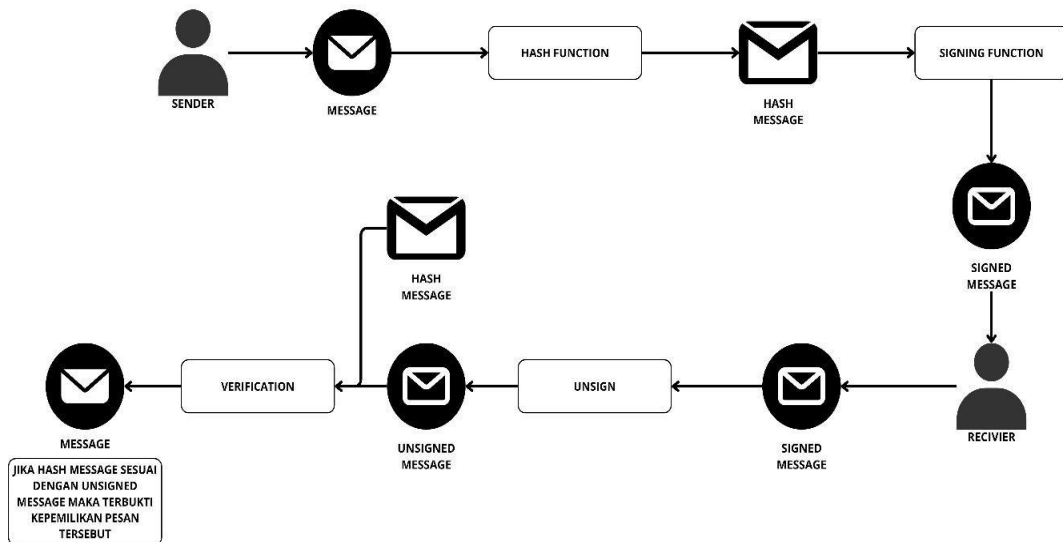 SENDER
MESSAGE
HASH FUNCTION
HASH
MESSAGE
SIGNING FUNCTION
SIGNED
MESSAGE
RECIVIER
SIGNED
MESSAGE
UNSIGN
UNSIGNED
MESSAGE
HASH
MESSAGE
VERIFICATION
MESSAGE
JIKA HASH MESSAGE SESUAI
DENGAN UNSIGNED
MESSAGE MAKA TERBUKTI
KEPEMILIKAN PESAN
TERSEBUT